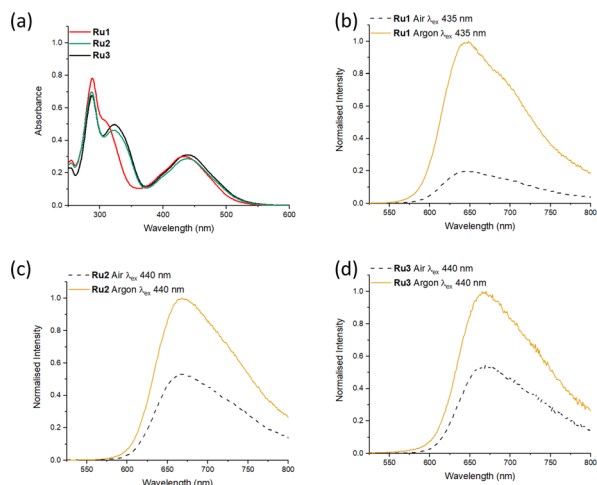 (a)
Ru1
Ru2
Ru3
Absorbance
1.0
0.8
0.6
0.4
0.2
0.0
300 400 500 600
Wavelength (nm)
(b)
Ru1 Air λex 435 nm
Ru1 Argon λex 435 nm
Normalised Intensity
1.0
0.8
0.6
0.4
0.2
0.0
550 600 650 700 750 800
Wavelength (nm)
(c)
Ru2 Air λex 440 nm
Ru2 Argon λex 440 nm
Normalised Intensity
1.0
0.8
0.6
0.4
0.2
0.0
550 600 650 700 750 800
Wavelength (nm)
(d)
Ru3 Air λex 440 nm
Ru3 Argon λex 440 nm
Normalised Intensity
1.0
0.8
0.6
0.4
0.2
0.0
550 600 650 700 750 800
Wavelength (nm)